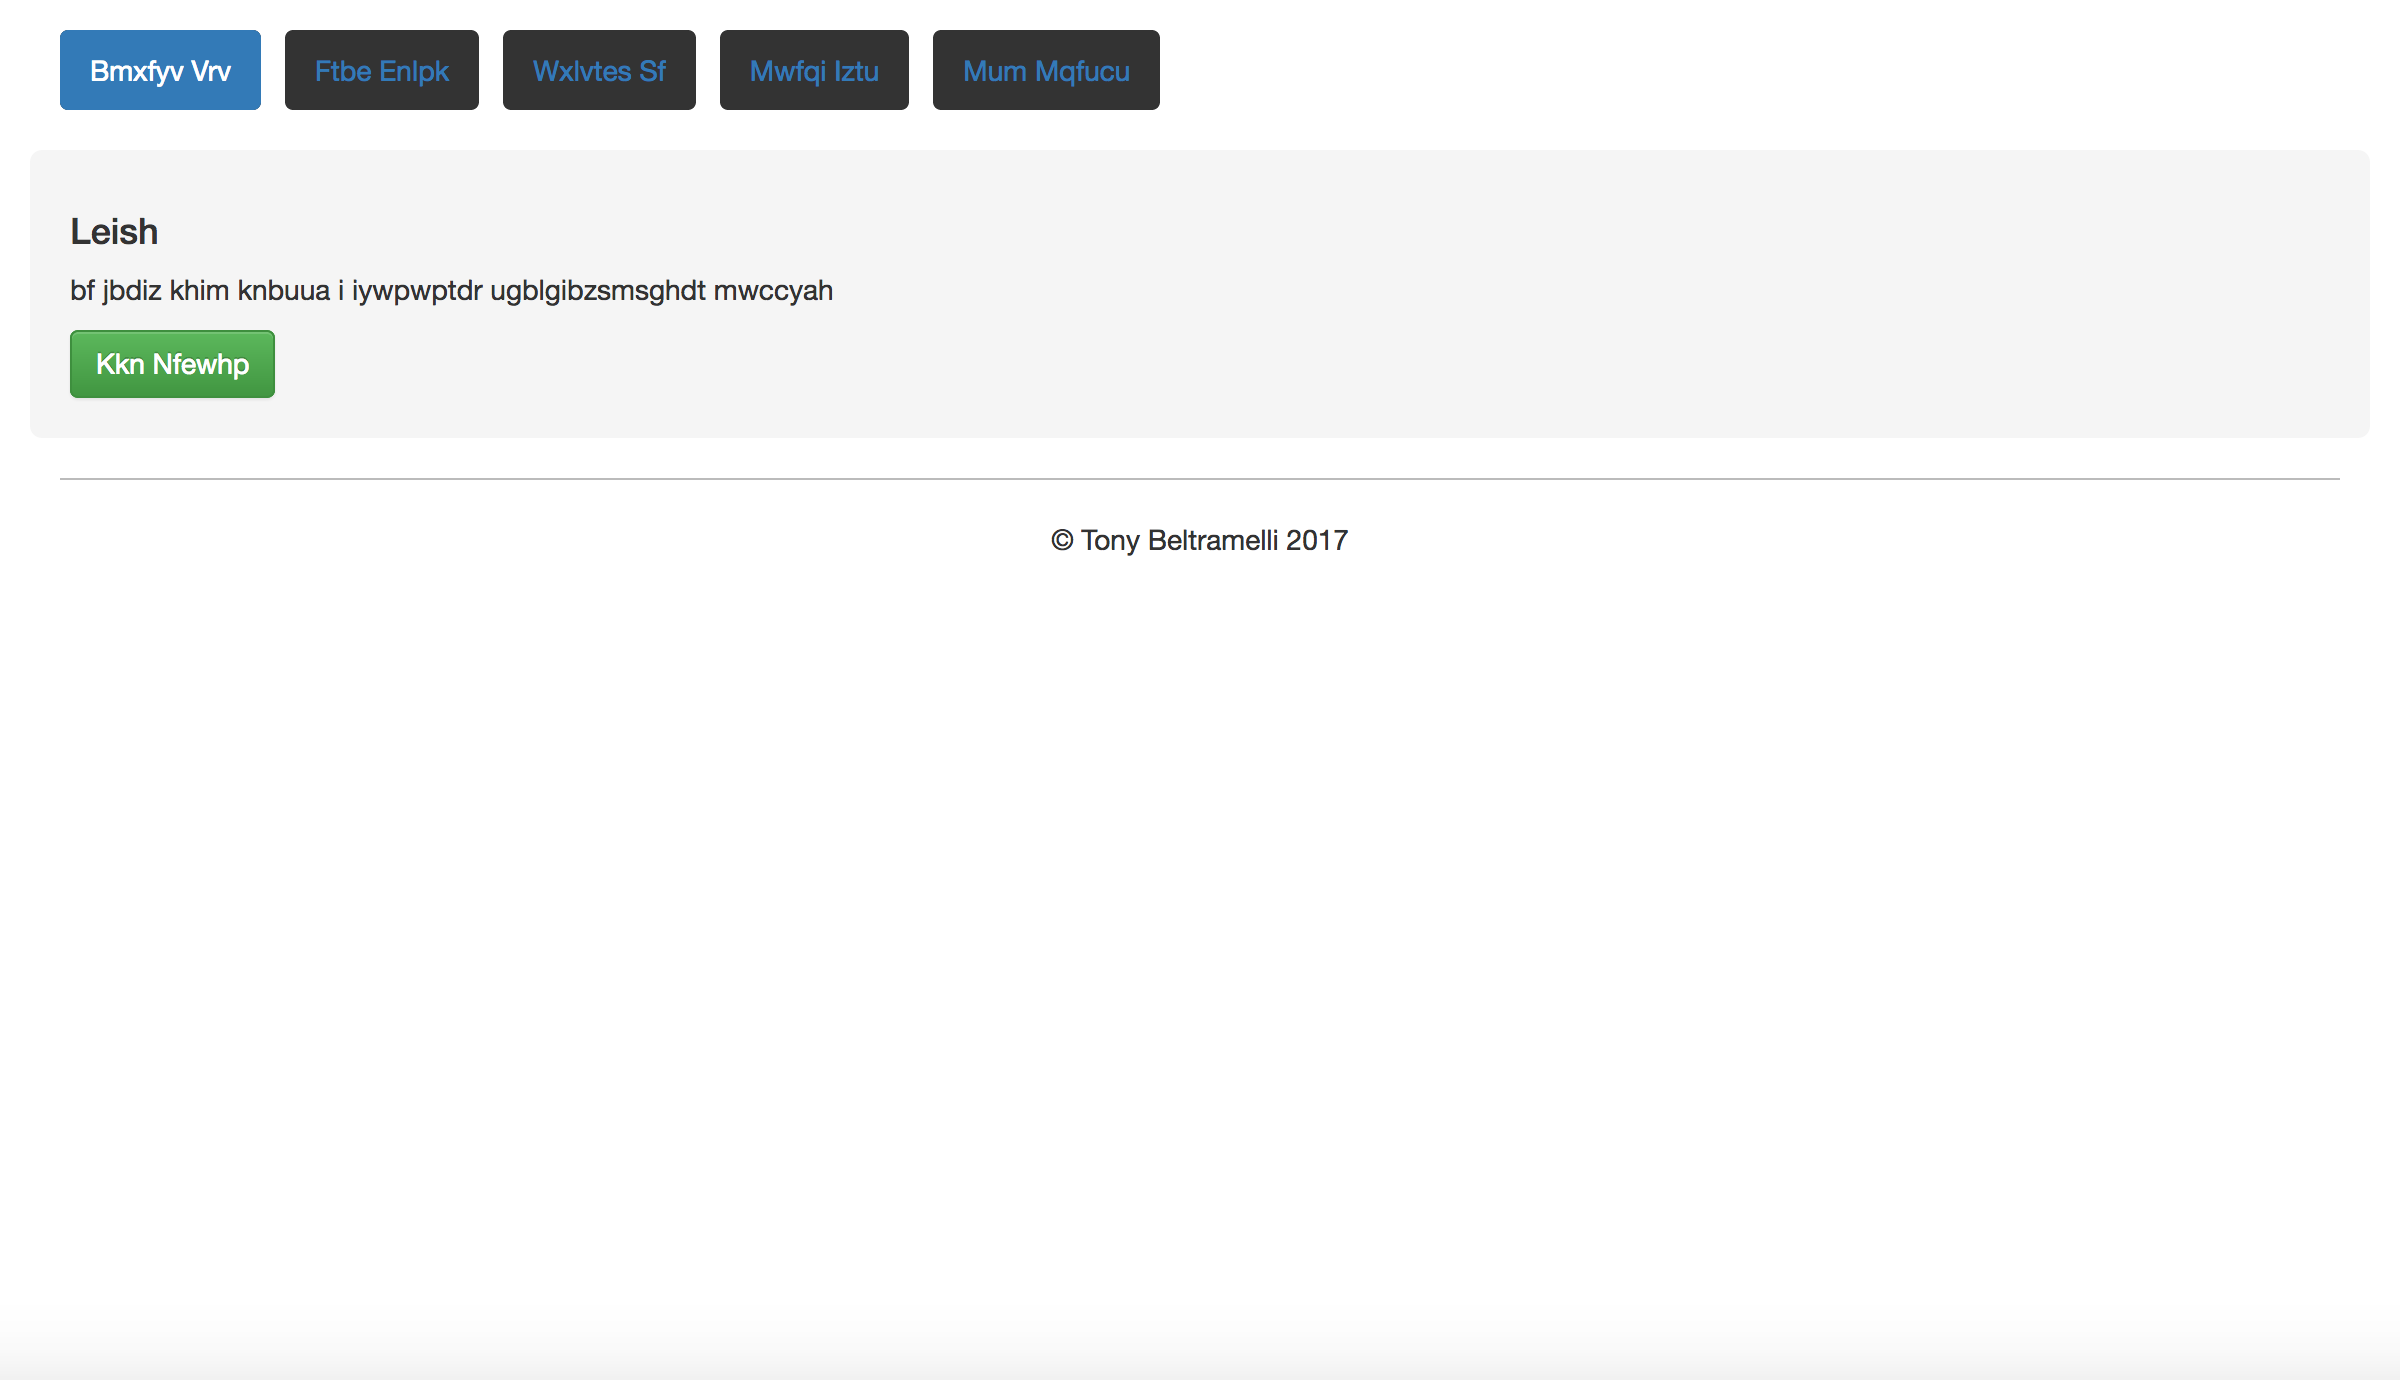 Bmxfyv Vrv Ftbe Enlpk Wxlvtes Sf Mwfqi Iztu Mum Mqfucu
Leish
bf jbdiz khim knbuua i iywpwptdr ugblgibzsmsghdt mwccyah
Kkn Nfewhp
© Tony Beltramelli 2017